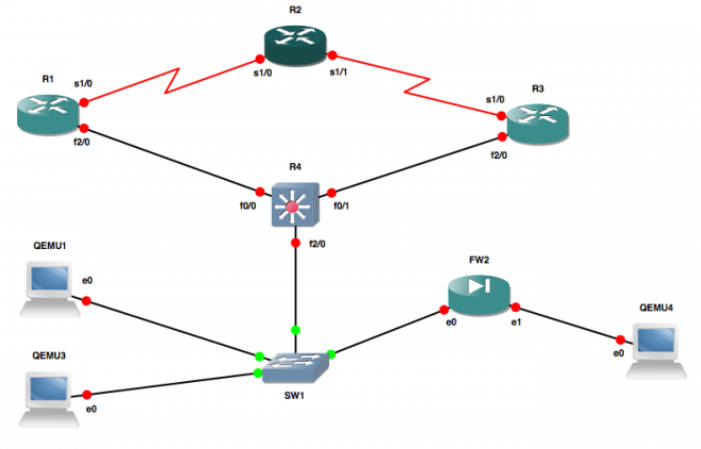 R2
s1/0
s1/1
R1
s1/0
f2/0
R3
s1/0
f2/0
R4
f0/0
f0/1
f2/0
QEMU1
e0
FW2
e0
e1
QEMU4
e0
QEMU3
e0
SW1